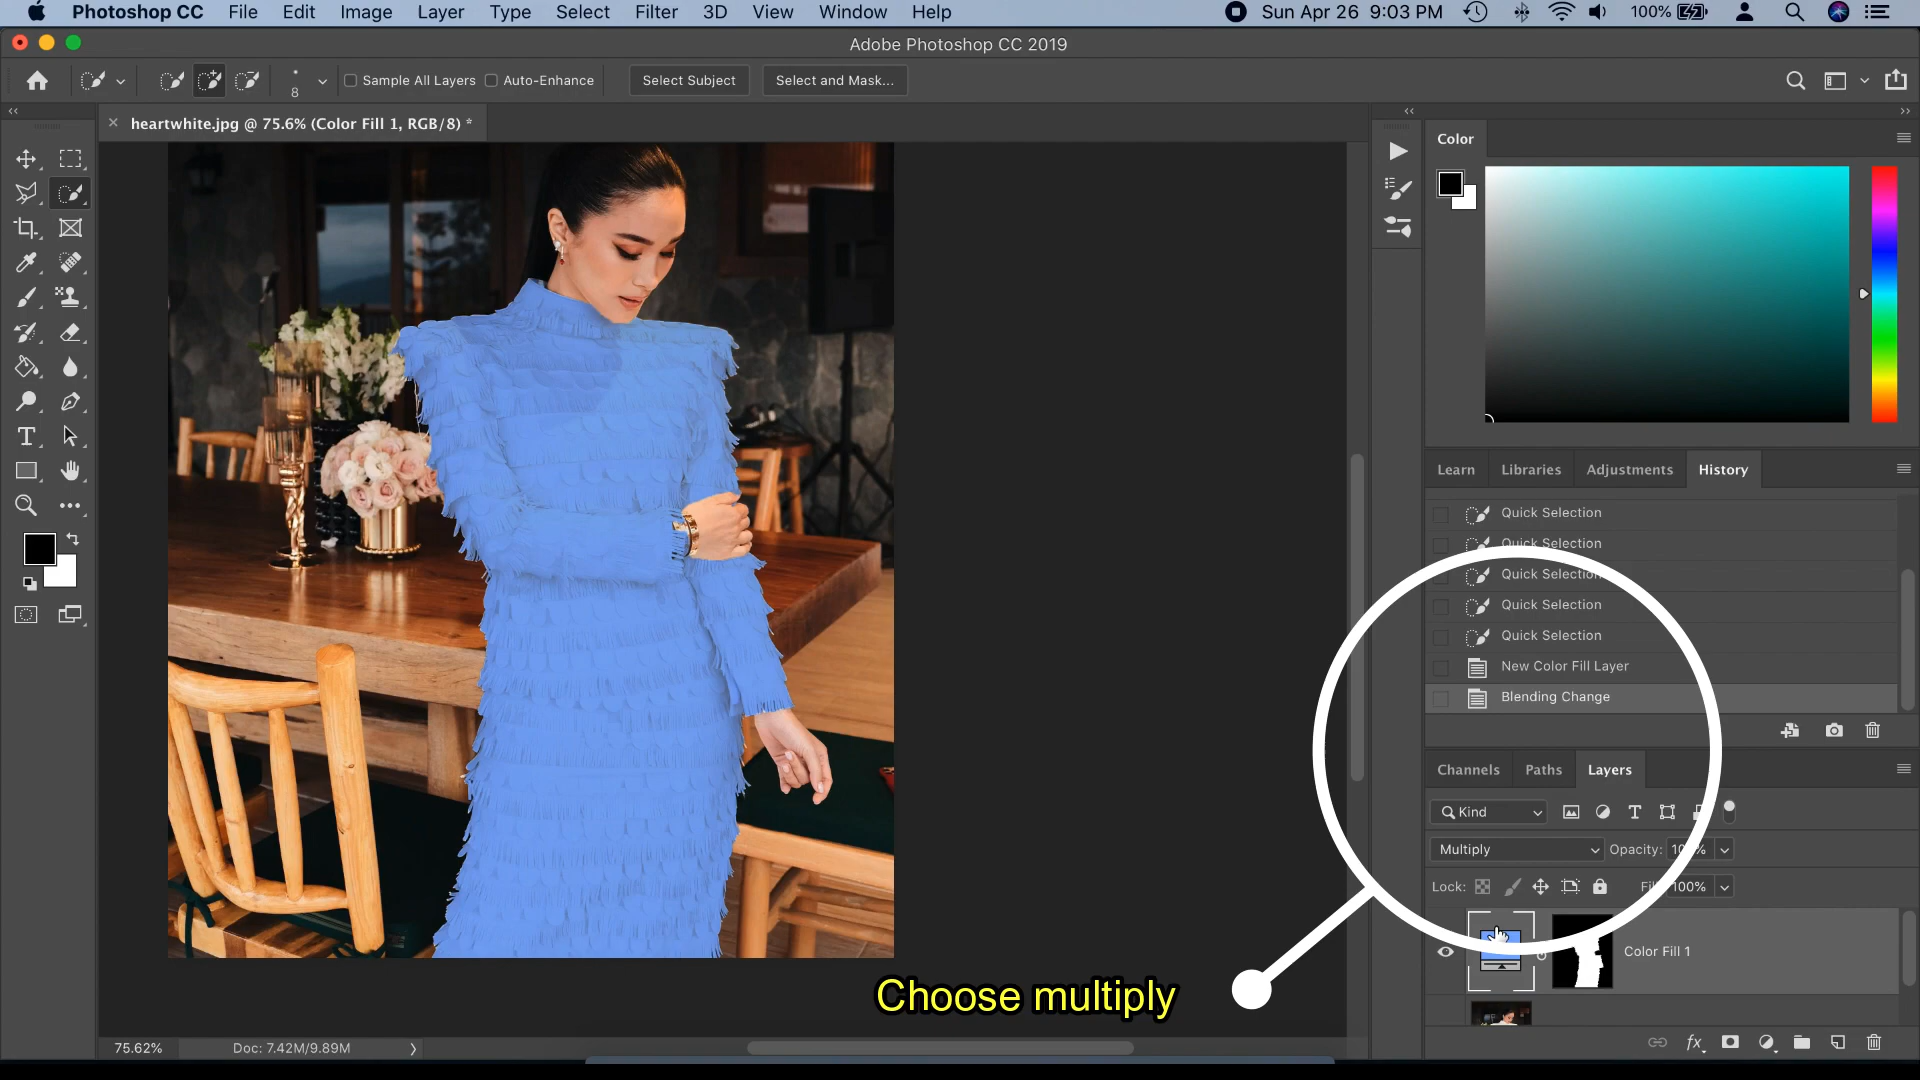 Photoshop CC File Edit Image Layer Type Select Filter 3D View Window Help Sun Apr 26 9:03 PM 100%
Adobe Photoshop CC 2019
8 Sample All Layers Auto-Enhance Select Subject Select and Mask...
× heartwhite.jpg @ 75.6% (Color Fill 1, RGB/8) *
Color
Learn Libraries Adjustments History
Quick Selection
Quick Selection
Quick Selection
Quick Selection
Quick Selection
New Color Fill Layer
Blending Change
Channels Paths Layers
Kind
Multiply Opacity: 100%
Lock: Fill: 100%
Color Fill 1
Choose multiply
75.62% Doc: 7.42M/9.89M
fx